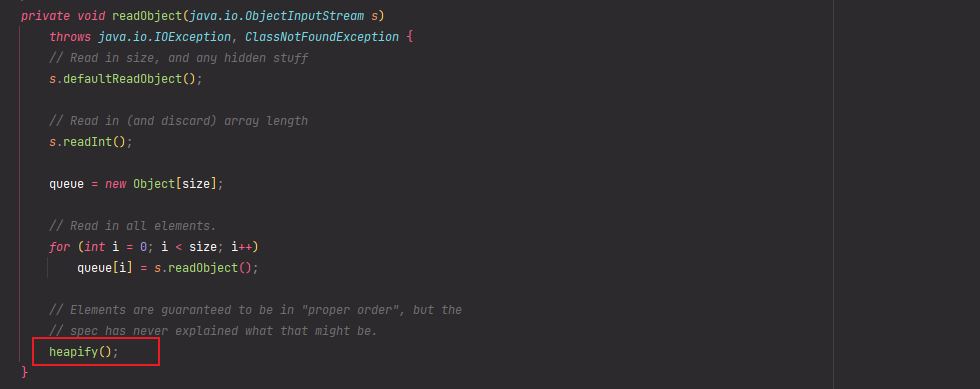 private void readObject(java.io.ObjectInputStream s)
throws java.io.IOException, ClassNotFoundException {
// Read in size, and any hidden stuff
s.defaultReadObject();
// Read in (and discard) array length
s.readInt();
queue = new Object[size];
// Read in all elements.
for (int i = 0; i < size; i++)
queue[i] = s.readObject();
// Elements are guaranteed to be in "proper order", but the
// spec has never explained what that might be.
heapify();
}